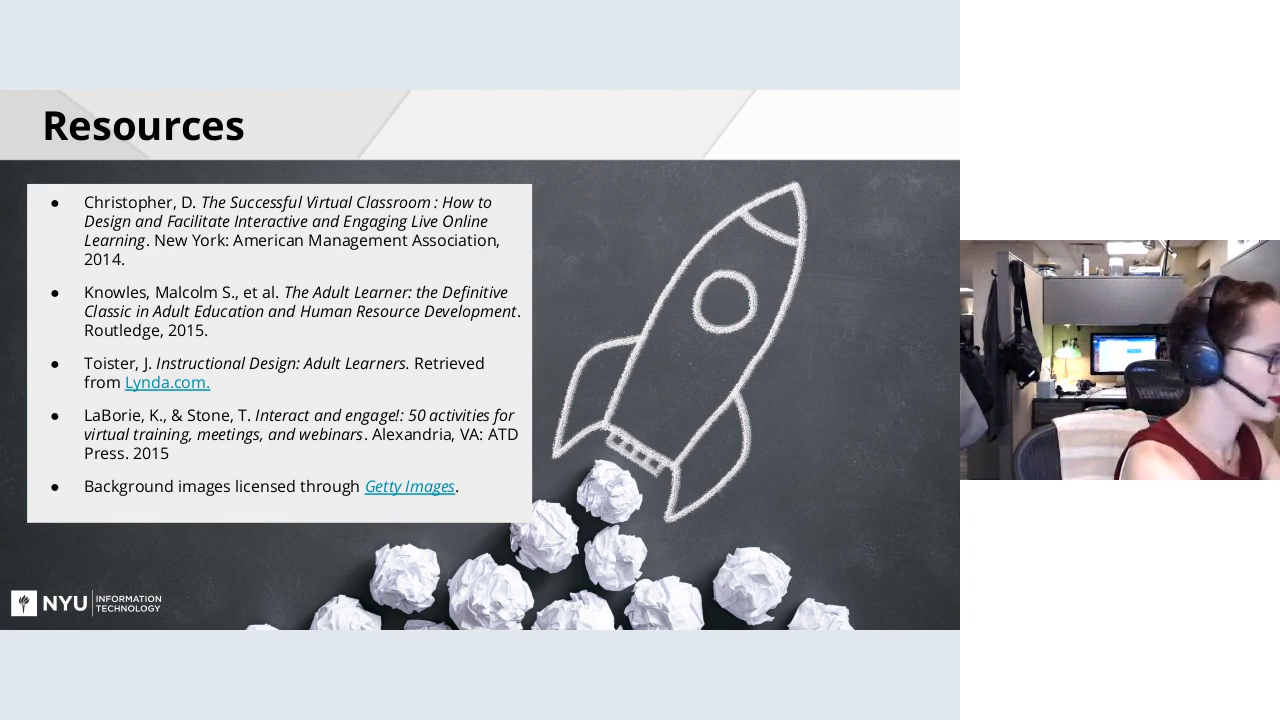 Resources
● Christopher, D. The Successful Virtual Classroom : How to
Design and Facilitate Interactive and Engaging Live Online
Learning. New York: American Management Association,
2014.
● Knowles, Malcolm S., et al. The Adult Learner: the Definitive
Classic in Adult Education and Human Resource Development.
Routledge, 2015.
● Toister, J. Instructional Design: Adult Learners. Retrieved
from Lynda.com.
● LaBorie, K., & Stone, T. Interact and engage!: 50 activities for
virtual training, meetings, and webinars. Alexandria, VA: ATD
Press. 2015
● Background images licensed through Getty Images.
NYU INFORMATION
TECHNOLOGY